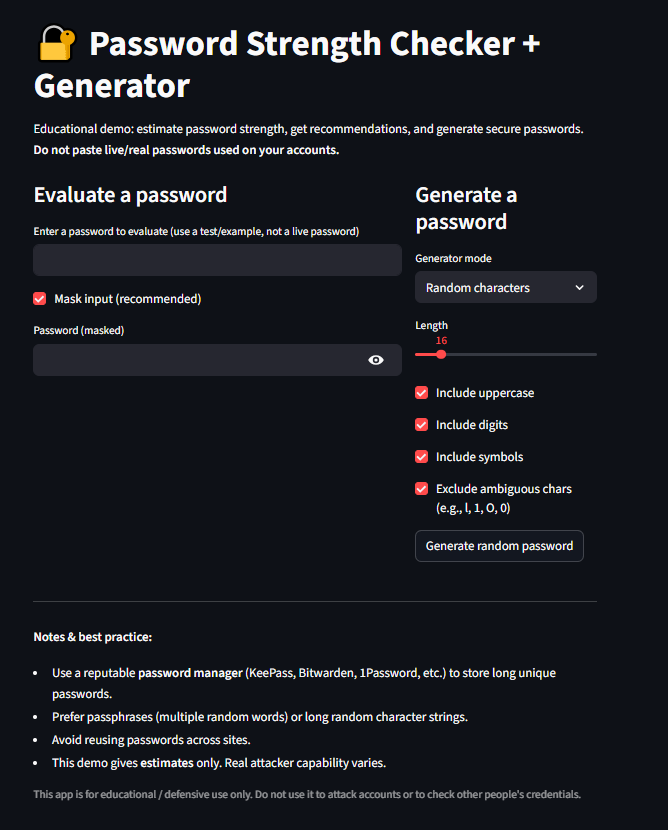 Password Strength Checker +
Generator
Educational demo: estimate password strength, get recommendations, and generate secure passwords.
Do not paste live/real passwords used on your accounts.
Evaluate a password
Enter a password to evaluate (use a test/example, not a live password)
Mask input (recommended)
Password (masked)
Generate a
password
Generator mode
Random characters
Length
16
Include uppercase
Include digits
Include symbols
Exclude ambiguous chars
(e.g., l, 1, O, 0)
Generate random password
Notes & best practice:
• Use a reputable password manager (KeePass, Bitwarden, 1Password, etc.) to store long unique
passwords.
• Prefer passphrases (multiple random words) or long random character strings.
• Avoid reusing passwords across sites.
• This demo gives estimates only. Real attacker capability varies.
This app is for educational / defensive use only. Do not use it to attack accounts or to check other people's credentials.